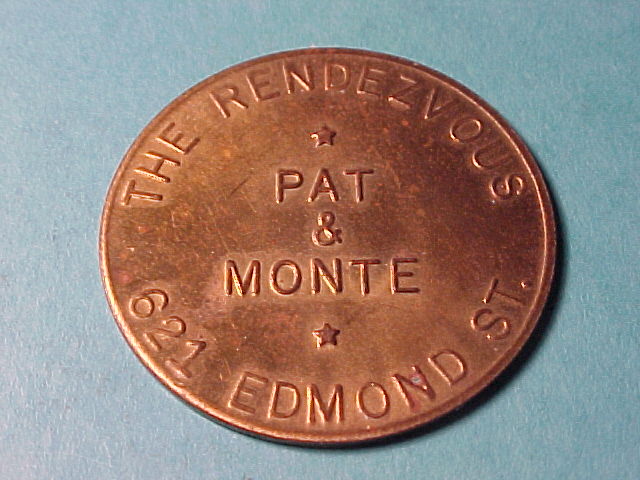 THE RENDEZVOUS
PAT
&
MONTE
621 EDMOND ST.